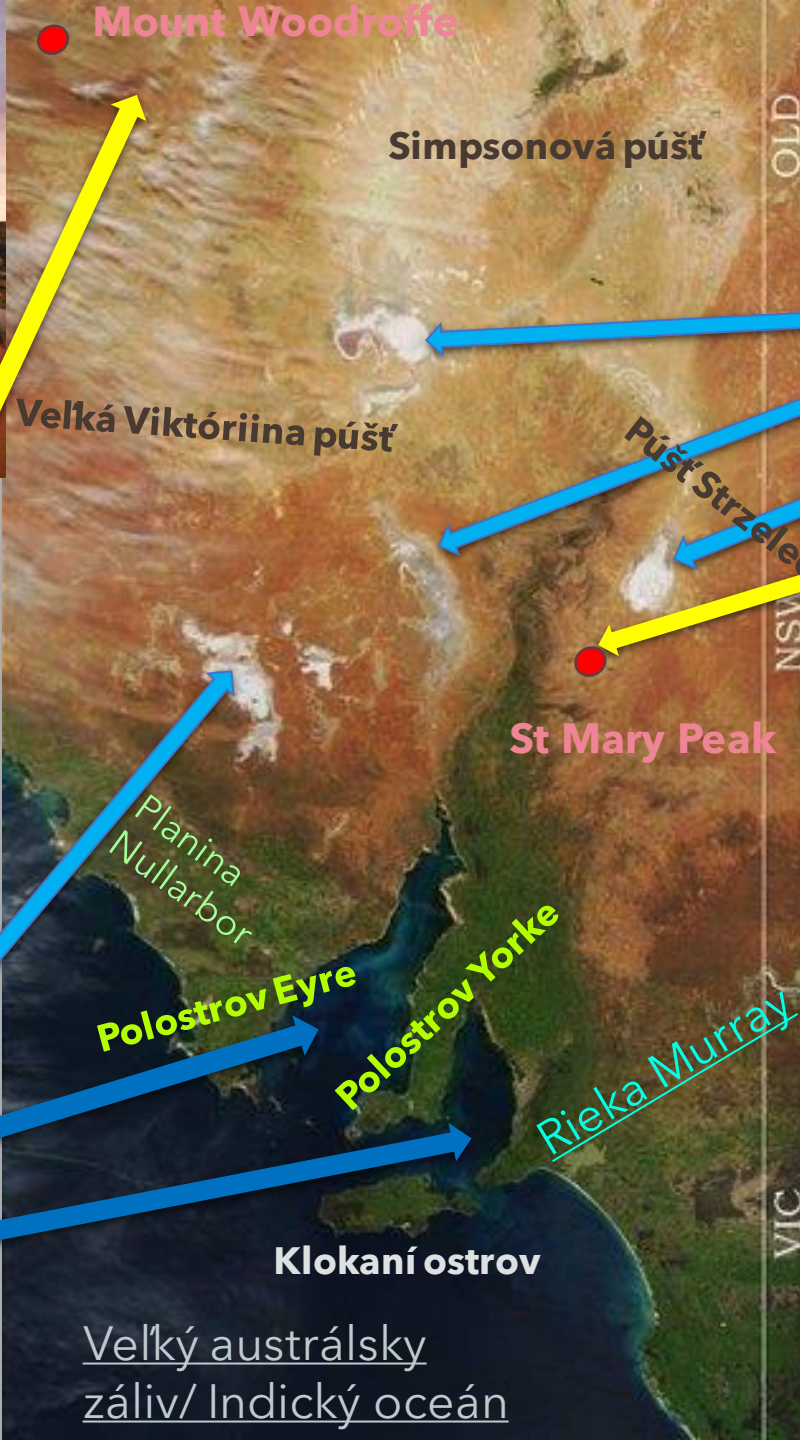 Mount Woodroffe
Simpsonová púšť
QLD
Veľká Viktóriina púšť
Púšť
NSW
St Mary Peak
Planina
Nullarbor
Polostrov Eyre
Polostrov Yorke
Rieka Murray
VIC
Klokaní ostrov
Veľký austrálsky
záliv/ Indický oceán